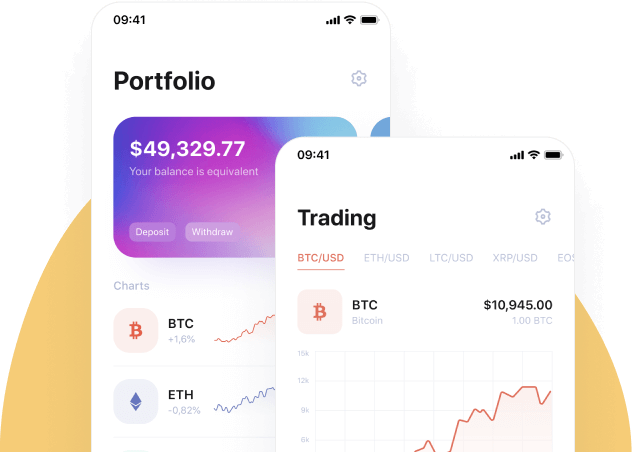 09:41
Portfolio
$49,329.77
Your balance is equivalent
Deposit
Withdraw
Charts
BTC
+1,6%
ETH
-0,82%
09:41
Trading
BTC/USD ETH/USD LTC/USD XRP/USD EOS
BTC
Bitcoin
$10,945.00
1.00 BTC
15k
12k
9k
6k